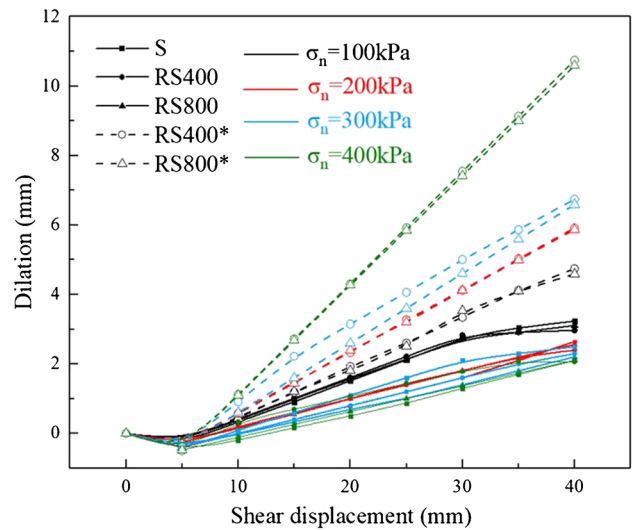 12
10
8
6
4
2
0
Dilation (mm)
S
RS400
RS800
RS400*
RS800*
σn=100kPa
σn=200kPa
σn=300kPa
σn=400kPa
0 10 20 30 40
Shear displacement (mm)